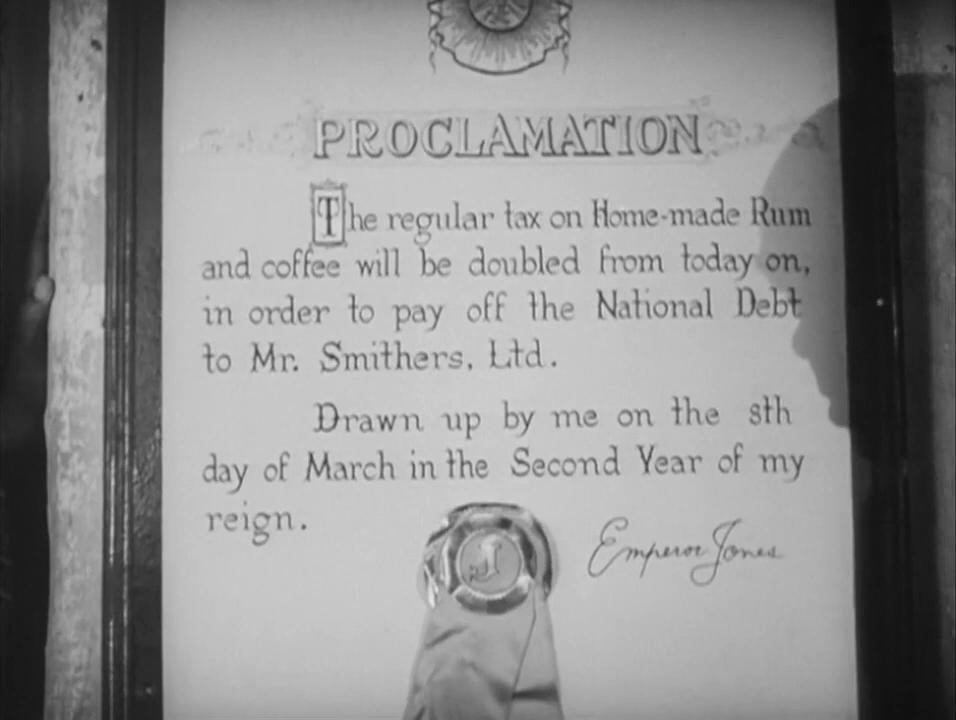 PROCLAMATION
The regular tax on Home-made Rum
and coffee will be doubled from today on,
in order to pay off the National Debt
to Mr. Smithers, Ltd.
Drawn up by me on the 8th
day of March in the Second Year of my
reign.
J
Emperor Jones